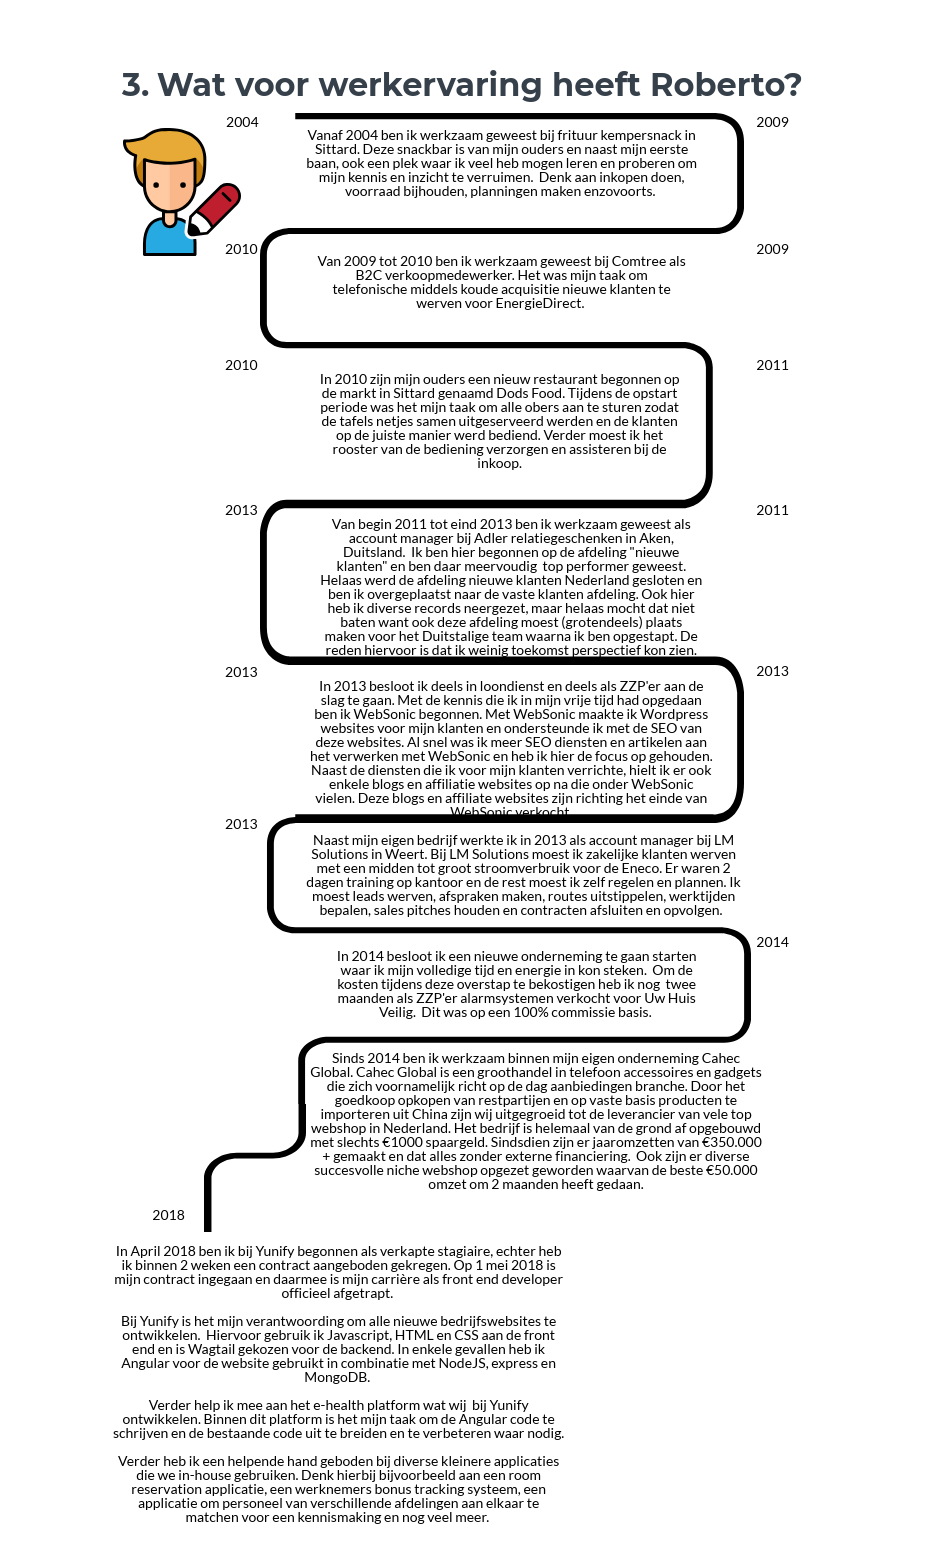 3. Wat voor werkervaring heeft Roberto?
2004
2009
Vanaf 2004 ben ik werkzaam geweest bij frituur kempersnack in
Sittard. Deze snackbar is van mijn ouders en naast mijn eerste
baan, ook een plek waar ik veel heb mogen leren en proberen om
mijn kennis en inzicht te verruimen.  Denk aan inkopen doen,
voorraad bijhouden, planningen maken enzovoorts.
2010
2009
Van 2009 tot 2010 ben ik werkzaam geweest bij Comtree als
B2C verkoopmedewerker. Het was mijn taak om
telefonische middels koude acquisitie nieuwe klanten te
werven voor EnergieDirect.
2010
2011
In 2010 zijn mijn ouders een nieuw restaurant begonnen op
de markt in Sittard genaamd Dods Food. Tijdens de opstart
periode was het mijn taak om alle obers aan te sturen zodat
de tafels netjes samen uitgeserveerd werden en de klanten
op de juiste manier werd bediend. Verder moest ik het
rooster van de bediening verzorgen en assisteren bij de
inkoop.
2013
2011
Van begin 2011 tot eind 2013 ben ik werkzaam geweest als
account manager bij Adler relatiegeschenken in Aken,
Duitsland.  Ik ben hier begonnen op de afdeling "nieuwe
klanten" en ben daar meervoudig  top performer geweest.
Helaas werd de afdeling nieuwe klanten Nederland gesloten en
ben ik overgeplaatst naar de vaste klanten afdeling. Ook hier
heb ik diverse records neergezet, maar helaas mocht dat niet
baten want ook deze afdeling moest (grotendeels) plaats
maken voor het Duitstalige team waarna ik ben opgestapt. De
reden hiervoor is dat ik weinig toekomst perspectief kon zien.
2013
2013
In 2013 besloot ik deels in loondienst en deels als ZZP'er aan de
slag te gaan. Met de kennis die ik in mijn vrije tijd had opgedaan
ben ik WebSonic begonnen. Met WebSonic maakte ik Wordpress
websites voor mijn klanten en ondersteunde ik met de SEO van
deze websites. Al snel was ik meer SEO diensten en artikelen aan
het verwerken met WebSonic en heb ik hier de focus op gehouden.
Naast de diensten die ik voor mijn klanten verrichte, hielt ik er ook
enkele blogs en affiliatie websites op na die onder WebSonic
vielen. Deze blogs en affiliate websites zijn richting het einde van
WebSonic verkocht.
2013
Naast mijn eigen bedrijf werkte ik in 2013 als account manager bij LM
Solutions in Weert. Bij LM Solutions moest ik zakelijke klanten werven
met een midden tot groot stroomverbruik voor de Eneco. Er waren 2
dagen training op kantoor en de rest moest ik zelf regelen en plannen. Ik
moest leads werven, afspraken maken, routes uitstippelen, werktijden
bepalen, sales pitches houden en contracten afsluiten en opvolgen.
2014
In 2014 besloot ik een nieuwe onderneming te gaan starten
waar ik mijn volledige tijd en energie in kon steken.  Om de
kosten tijdens deze overstap te bekostigen heb ik nog  twee
maanden als ZZP'er alarmsystemen verkocht voor Uw Huis
Veilig.  Dit was op een 100% commissie basis.
Sinds 2014 ben ik werkzaam binnen mijn eigen onderneming Cahec
Global. Cahec Global is een groothandel in telefoon accessoires en gadgets
die zich voornamelijk richt op de dag aanbiedingen branche. Door het
goedkoop opkopen van restpartijen en op vaste basis producten te
importeren uit China zijn wij uitgegroeid tot de leverancier van vele top
webshop in Nederland. Het bedrijf is helemaal van de grond af opgebouwd
met slechts €1000 spaargeld. Sindsdien zijn er jaaromzetten van €350.000
+ gemaakt en dat alles zonder externe financiering.  Ook zijn er diverse
succesvolle niche webshop opgezet geworden waarvan de beste €50.000
omzet om 2 maanden heeft gedaan.
2018
In April 2018 ben ik bij Yunify begonnen als verkapte stagiaire, echter heb
ik binnen 2 weken een contract aangeboden gekregen. Op 1 mei 2018 is
mijn contract ingegaan en daarmee is mijn carrière als front end developer
officieel afgetrapt.
Bij Yunify is het mijn verantwoording om alle nieuwe bedrijfswebsites te
ontwikkelen.  Hiervoor gebruik ik Javascript, HTML en CSS aan de front
end en is Wagtail gekozen voor de backend. In enkele gevallen heb ik
Angular voor de website gebruikt in combinatie met NodeJS, express en
MongoDB.
Verder help ik mee aan het e-health platform wat wij  bij Yunify
ontwikkelen. Binnen dit platform is het mijn taak om de Angular code te
schrijven en de bestaande code uit te breiden en te verbeteren waar nodig.
Verder heb ik een helpende hand geboden bij diverse kleinere applicaties
die we in-house gebruiken. Denk hierbij bijvoorbeeld aan een room
reservation applicatie, een werknemers bonus tracking systeem, een
applicatie om personeel van verschillende afdelingen aan elkaar te
matchen voor een kennismaking en nog veel meer.